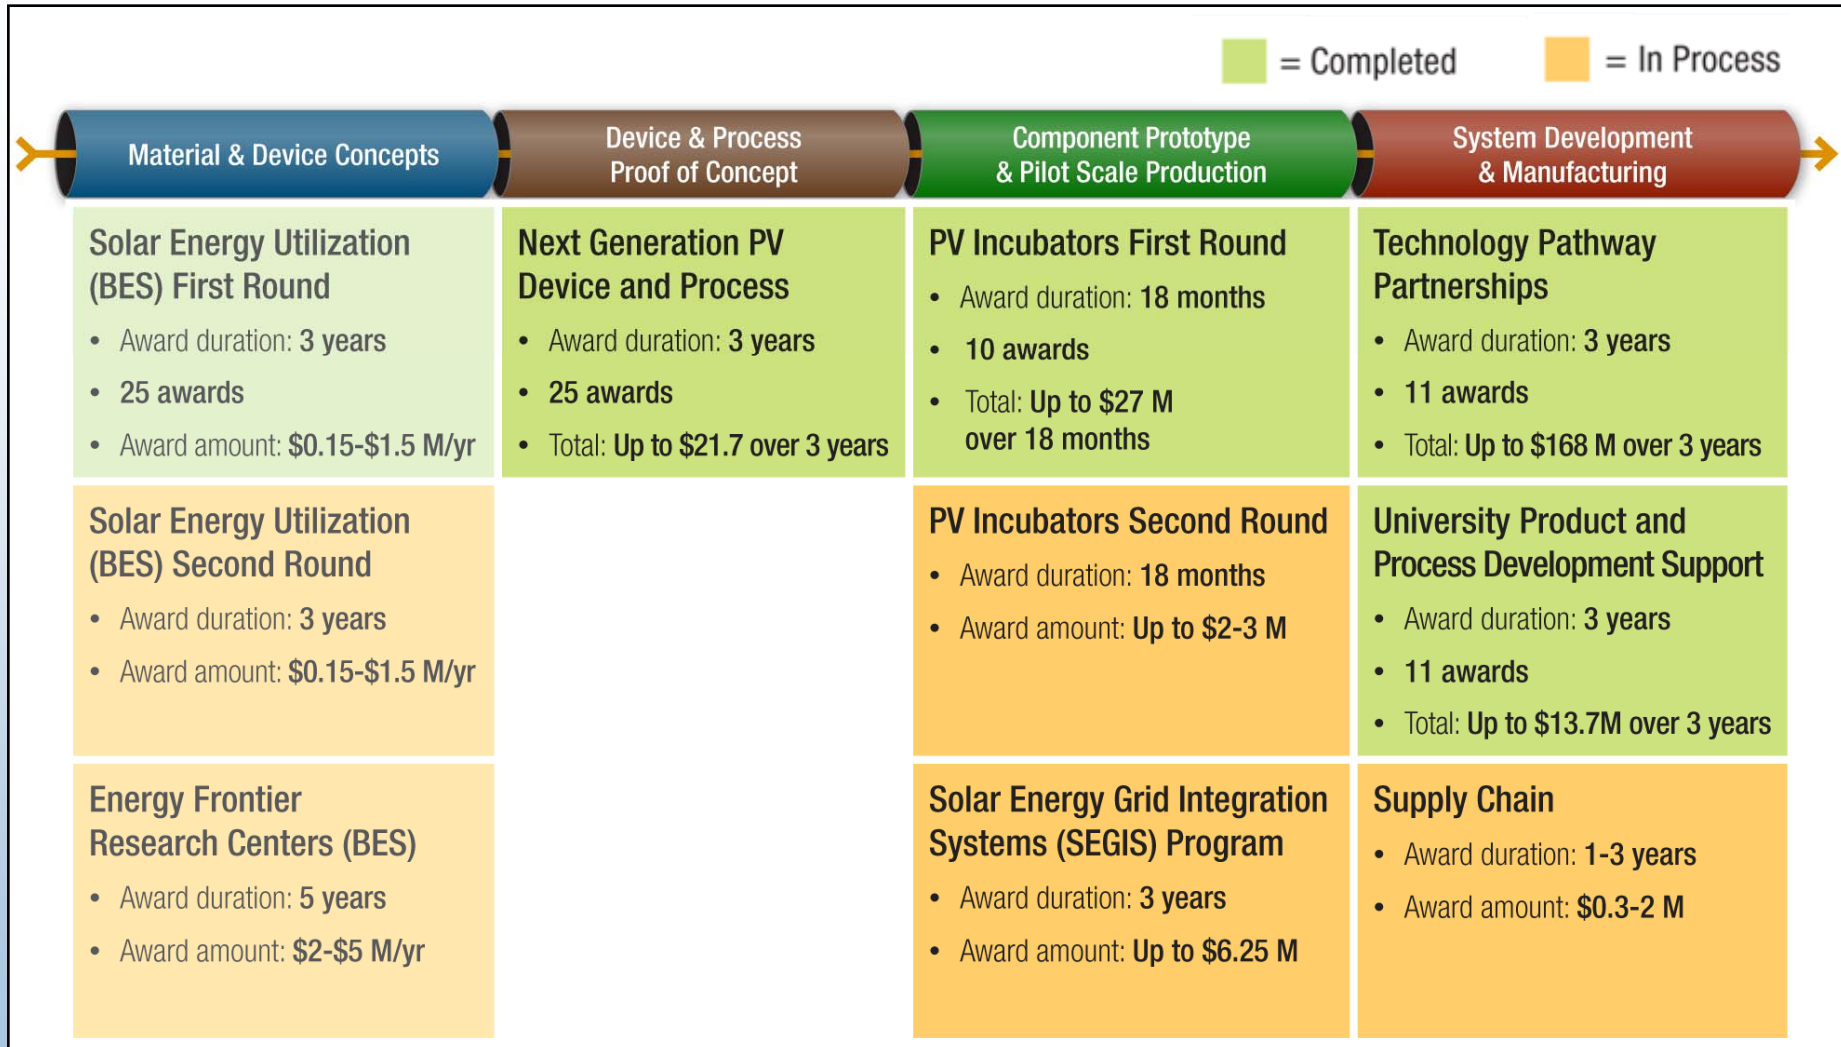 = Completed
= In Process
Material & Device Concepts
Device & Process
Proof of Concept
Component Prototype
& Pilot Scale Production
System Development
& Manufacturing
Solar Energy Utilization
(BES) First Round
• Award duration: 3 years
• 25 awards
• Award amount: $0.15-$1.5 M/yr
Next Generation PV
Device and Process
• Award duration: 3 years
• 25 awards
• Total: Up to $21.7 over 3 years
PV Incubators First Round
• Award duration: 18 months
• 10 awards
• Total: Up to $27 M
over 18 months
Technology Pathway
Partnerships
• Award duration: 3 years
• 11 awards
• Total: Up to $168 M over 3 years
Solar Energy Utilization
(BES) Second Round
• Award duration: 3 years
• Award amount: $0.15-$1.5 M/yr
PV Incubators Second Round
• Award duration: 18 months
• Award amount: Up to $2-3 M
University Product and
Process Development Support
• Award duration: 3 years
• 11 awards
• Total: Up to $13.7M over 3 years
Energy Frontier
Research Centers (BES)
• Award duration: 5 years
• Award amount: $2-$5 M/yr
Solar Energy Grid Integration
Systems (SEGIS) Program
• Award duration: 3 years
• Award amount: Up to $6.25 M
Supply Chain
• Award duration: 1-3 years
• Award amount: $0.3-2 M